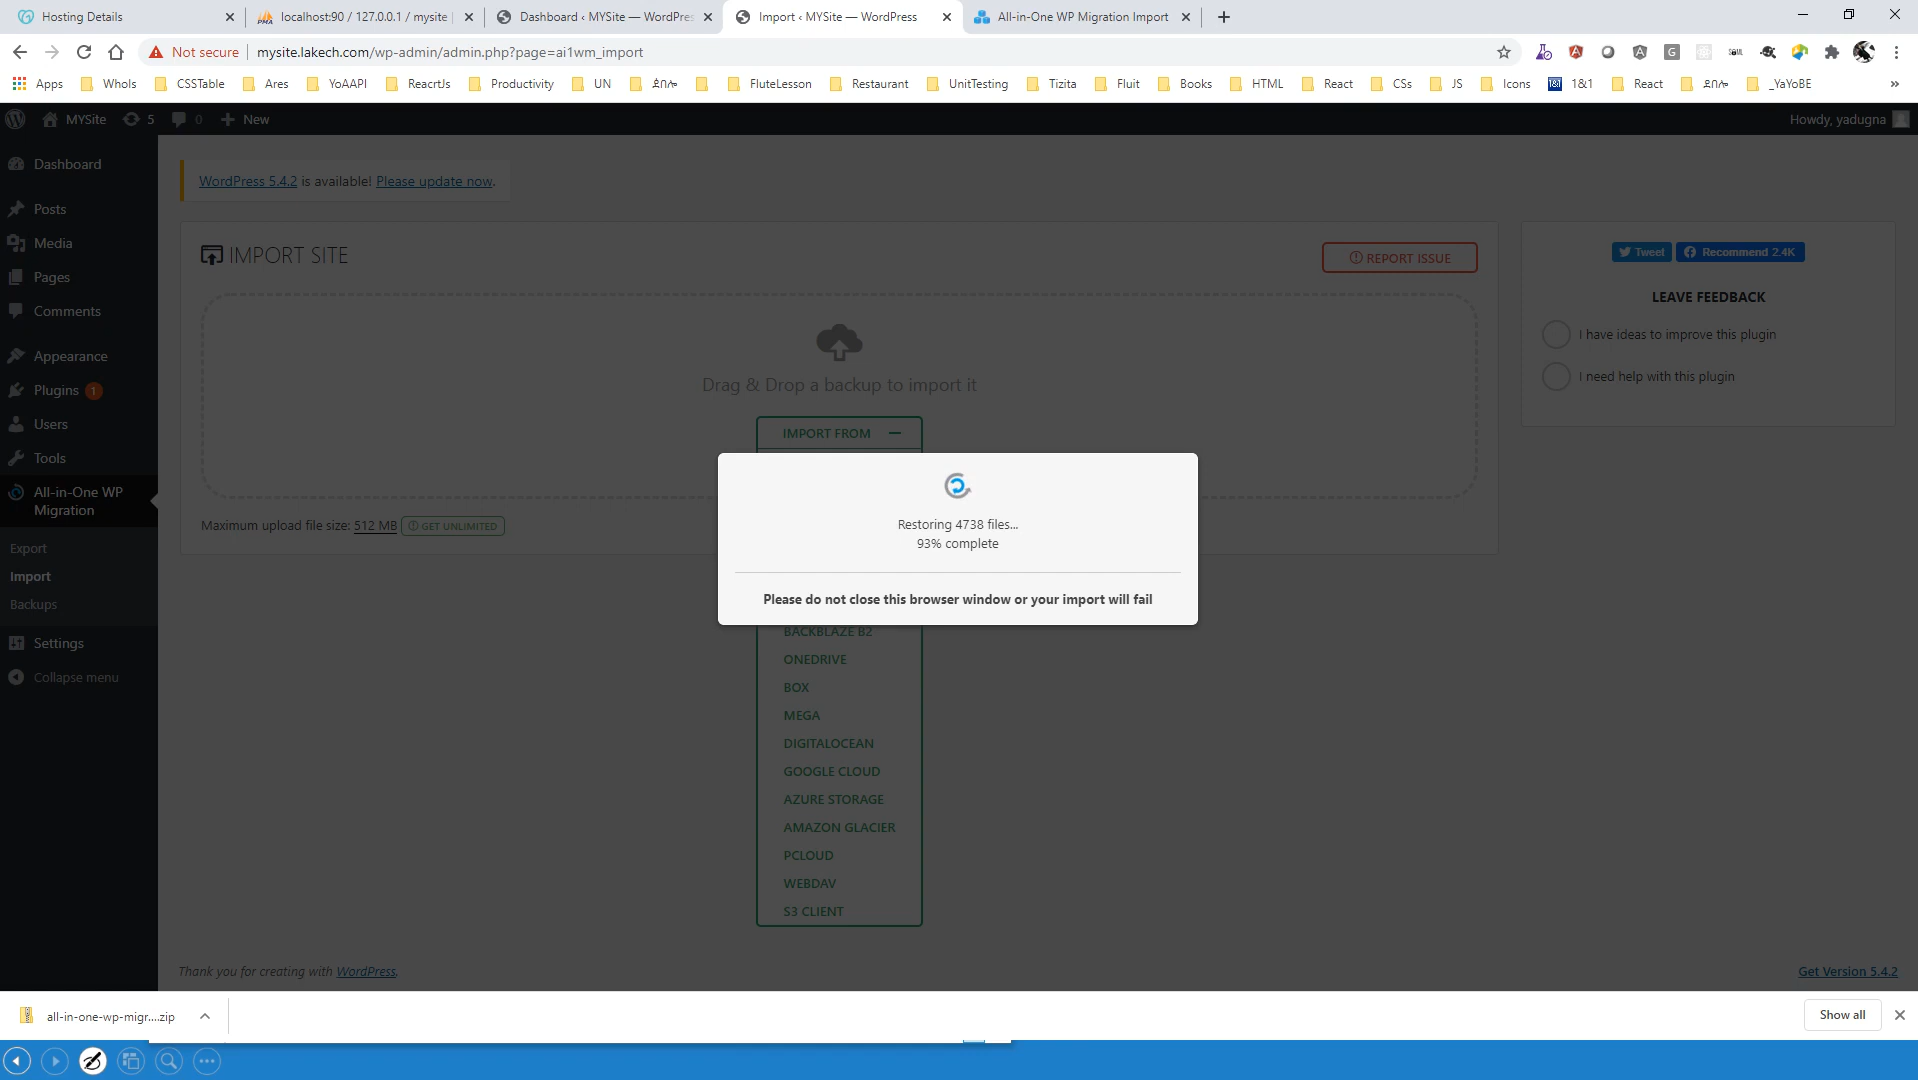 Hosting Details
localhost:90 / 127.0.0.1 / mysite
Dashboard ‹ MYSite — WordPres
Import ‹ MYSite — WordPress
All-in-One WP Migration Import
Not secure
mysite.lakech.com/wp-admin/admin.php?page=ai1wm_import
Apps
WhoIs
CSSTable
Ares
YoAAPI
ReacrtJs
Productivity
UN
FluteLesson
Restaurant
UnitTesting
Tizita
Fluit
Books
HTML
React
CSs
JS
Icons
1&1
React
_YaYoBE
»
MYSite
5
0
New
Howdy, yadugna
Dashboard
Posts
Media
Pages
Comments
Appearance
Plugins 1
Users
Tools
All-in-One WP
Migration
Export
Import
Backups
Settings
Collapse menu
WordPress 5.4.2 is available! Please update now.
IMPORT SITE
REPORT ISSUE
Drag & Drop a backup to import it
IMPORT FROM
Restoring 4738 files...
93% complete
Please do not close this browser window or your import will fail
BACKBLAZE B2
ONEDRIVE
BOX
MEGA
DIGITALOCEAN
GOOGLE CLOUD
AZURE STORAGE
AMAZON GLACIER
PCLOUD
WEBDAV
S3 CLIENT
Maximum upload file size: 512 MB
GET UNLIMITED
Tweet
Recommend 2.4K
LEAVE FEEDBACK
I have ideas to improve this plugin
I need help with this plugin
Thank you for creating with WordPress.
Get Version 5.4.2
all-in-one-wp-migr....zip
Show all